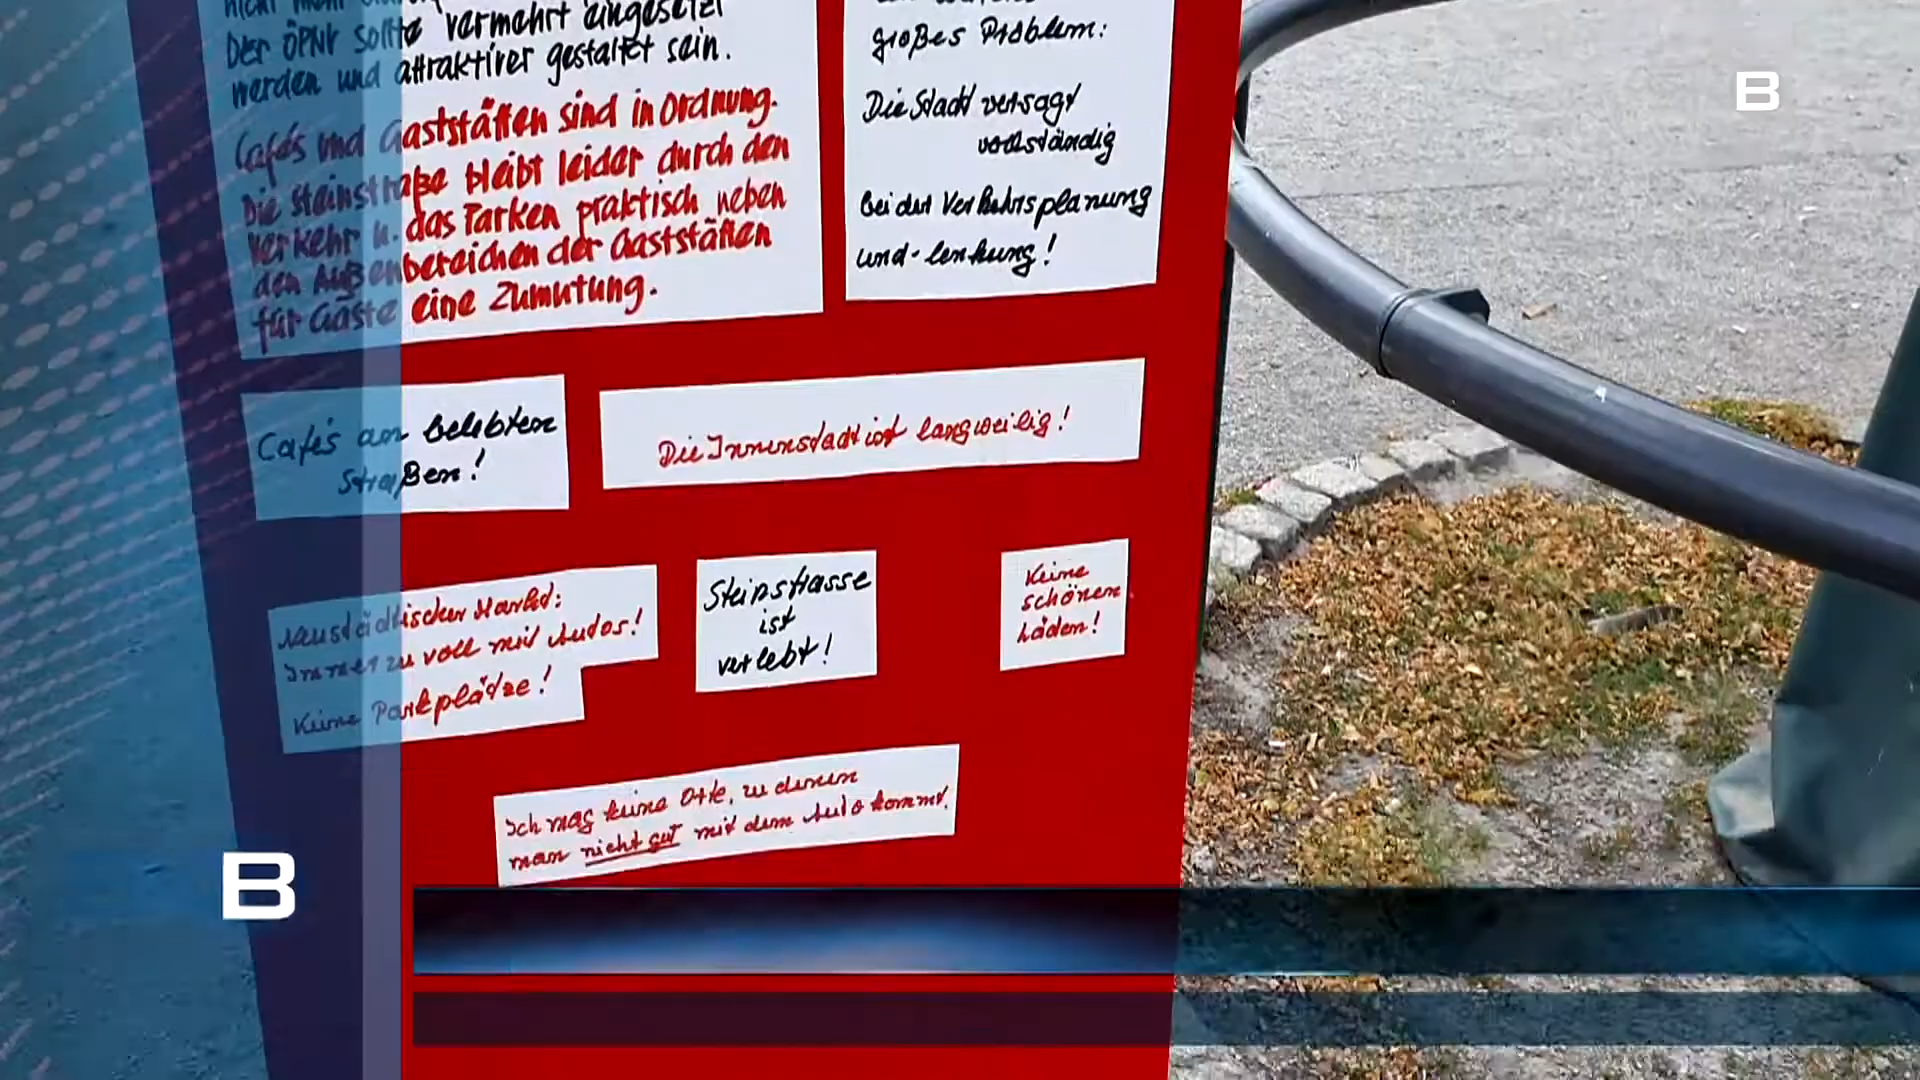 Der ÖPNV sollte vermehrt eingesetzt
werden und attraktiver gestaltet sein.
Cafés und Gaststätten sind in Ordnung.
Die Steinstraße bleibt leider durch den
Verkehr u. das Parken praktisch neben
den Außenbereichen der Gaststätten
für Gäste eine Zumutung.
großes Problem:
Die Stadt versagt
vollständig
bei der Verkehrsplanung
und -lenkung!
B
Cafés an belebten
Straßen!
Die Innenstadt ist langweilig!
Neustädtischer Markt:
Immer zu voll mit Autos!
Keine Parkplätze!
Steinstrasse
ist
verlebt!
Keine
schönen
Läden!
Ich mag keine Orte, zu denen
man nicht gut mit dem Auto kommt.
B